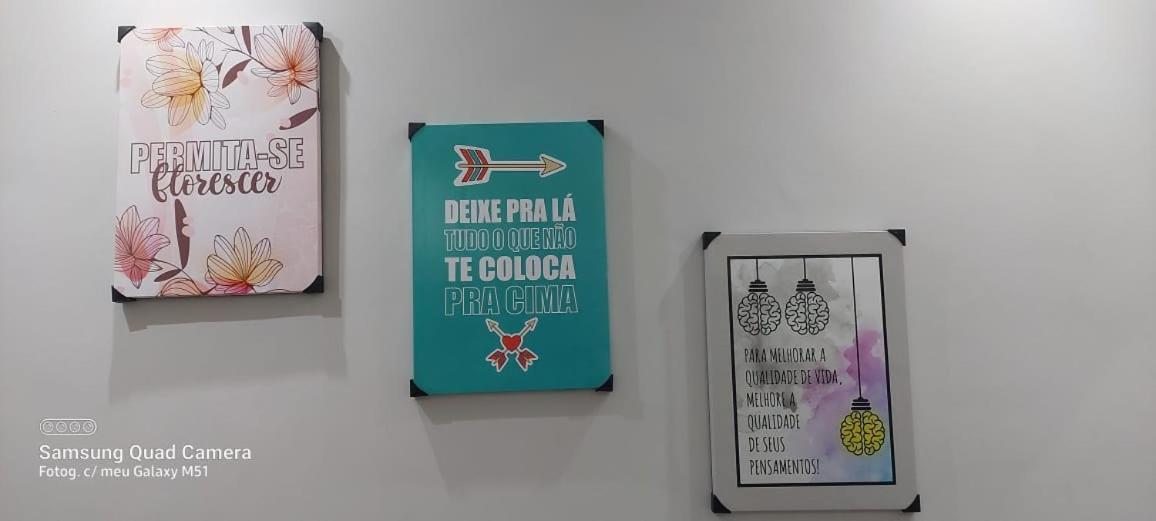 PERMITA-SE
florescer
DEIXE PRA LÁ
TUDO O QUE NÃO
TE COLOCA
PRA CIMA
PARA MELHORAR A
QUALIDADE DE VIDA,
MELHORE A
QUALIDADE
DE SEUS
PENSAMENTOS!
Samsung Quad Camera
Fotog. c/ meu Galaxy M51